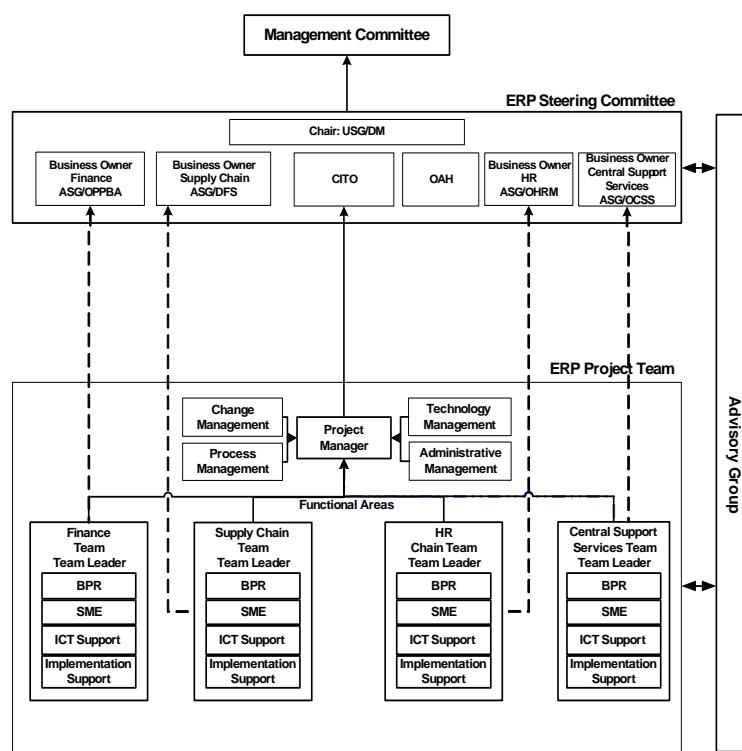 Management Committee
ERP Steering Committee
Chair: USG/DM
Business Owner
Finance
ASG/OPPBA
Business Owner
Supply Chain
ASG/DFS
CITO
OAH
Business Owner
HR
ASG/OHRM
Business Owner
Central Support
Services
ASG/OCSS
Advisory Group
ERP Project Team
Change
Management
Process
Management
Project
Manager
Technology
Management
Administrative
Management
Functional Areas
Finance
Team
Team Leader
BPR
SME
ICT Support
Implementation
Support
Supply Chain
Team
Team Leader
BPR
SME
ICT Support
Implementation
Support
HR
Chain Team
Team Leader
BPR
SME
ICT Support
Implementation
Support
Central Support
Services Team
Team Leader
BPR
SME
ICT Support
Implementation
Support